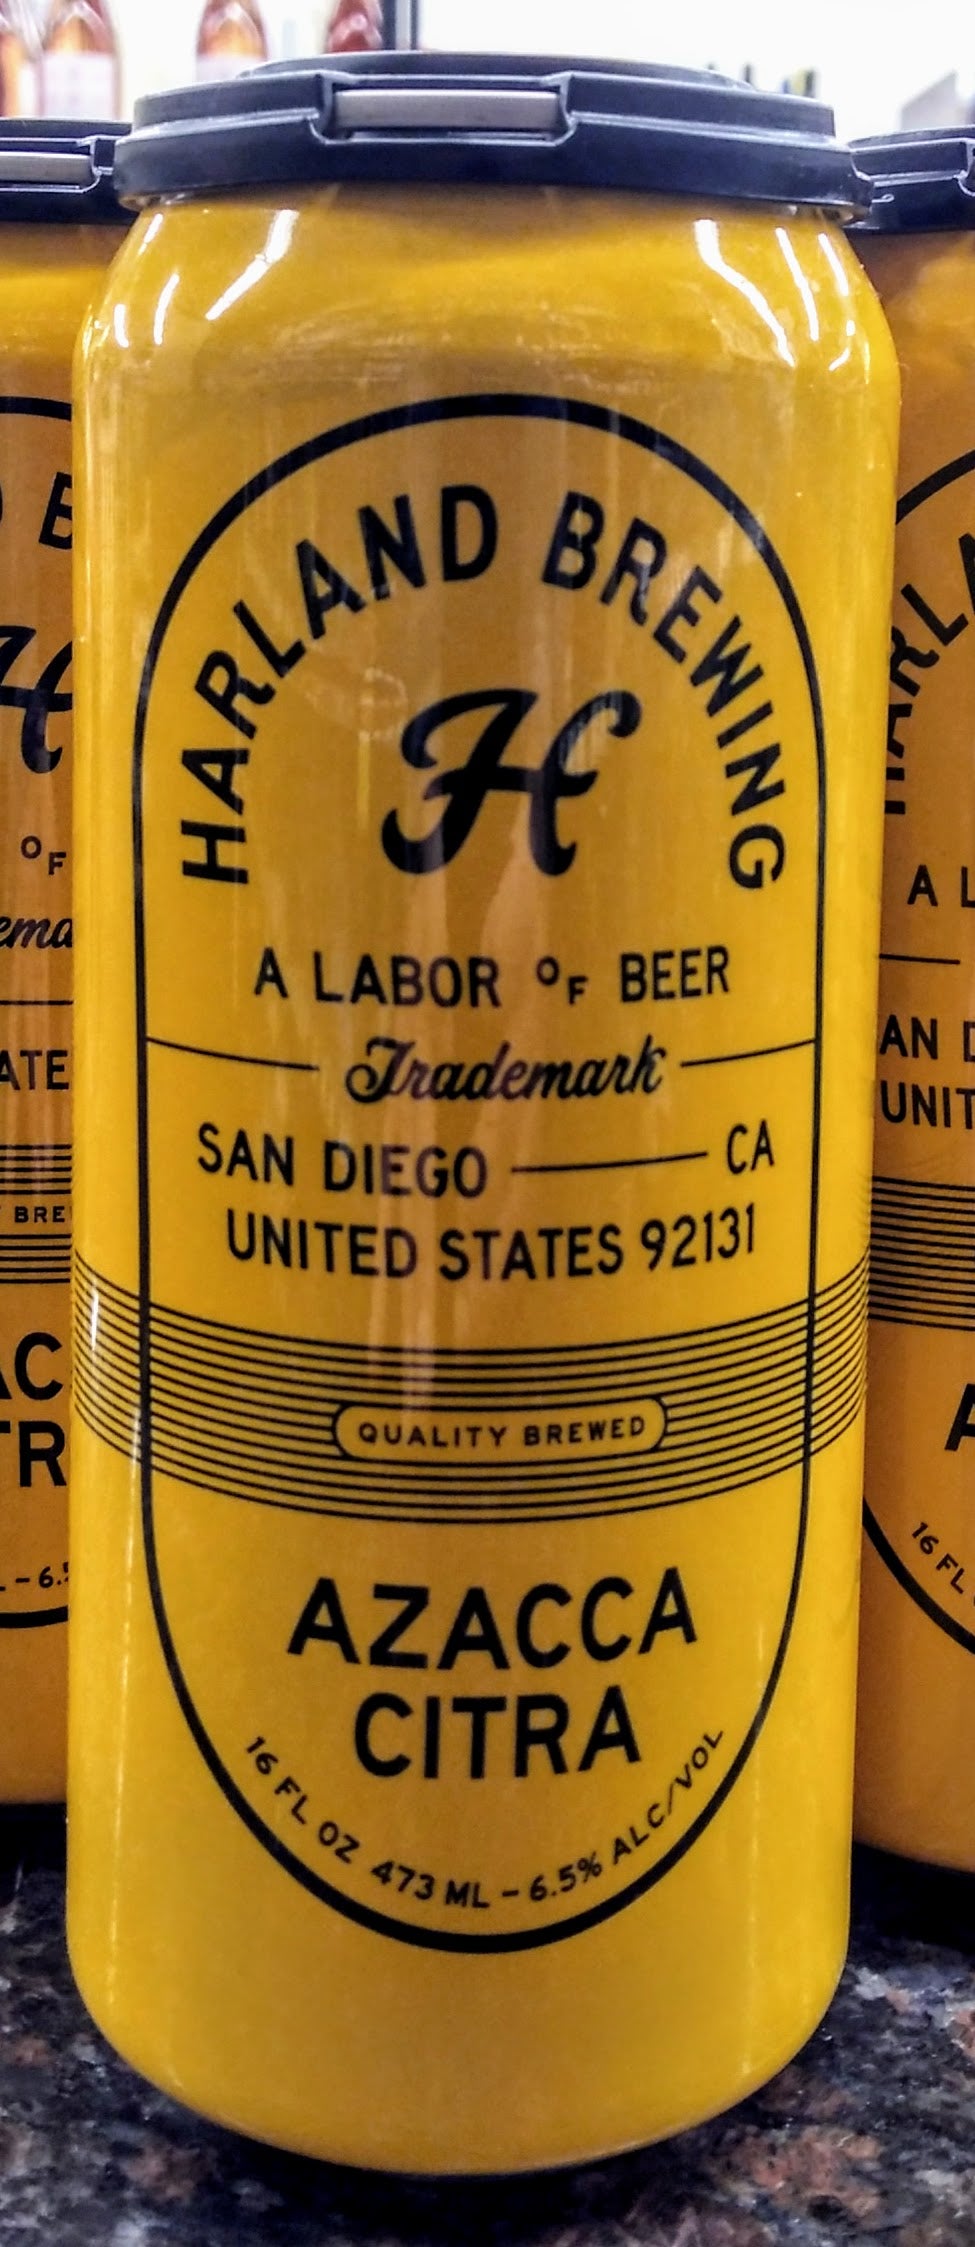 HARLAND BREWING
H
A LABOR OF BEER
Trademark
SAN DIEGO — CA
UNITED STATES 92131
QUALITY BREWED
AZACCA
CITRA
16 FL OZ 473 ML - 6.5% ALC/VOL